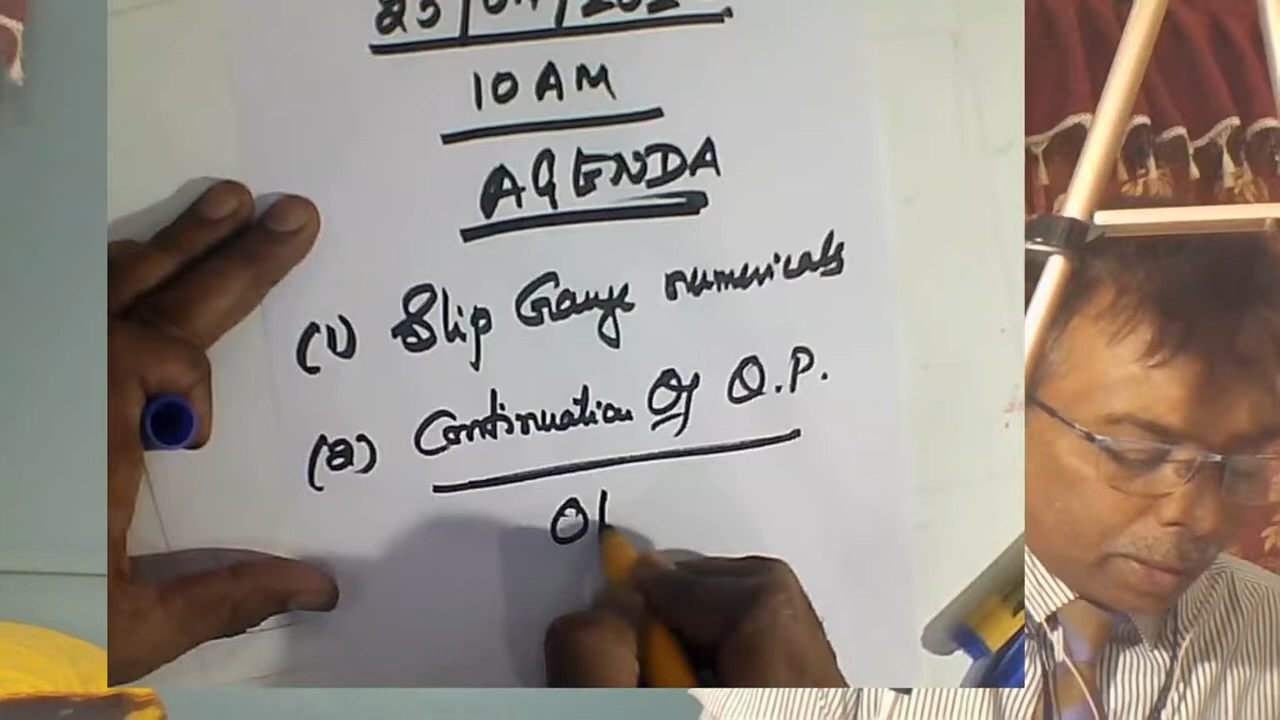 10 AM
AGENDA
(1) Slip Gauge numericals
(2) Continuation Of Q.P.